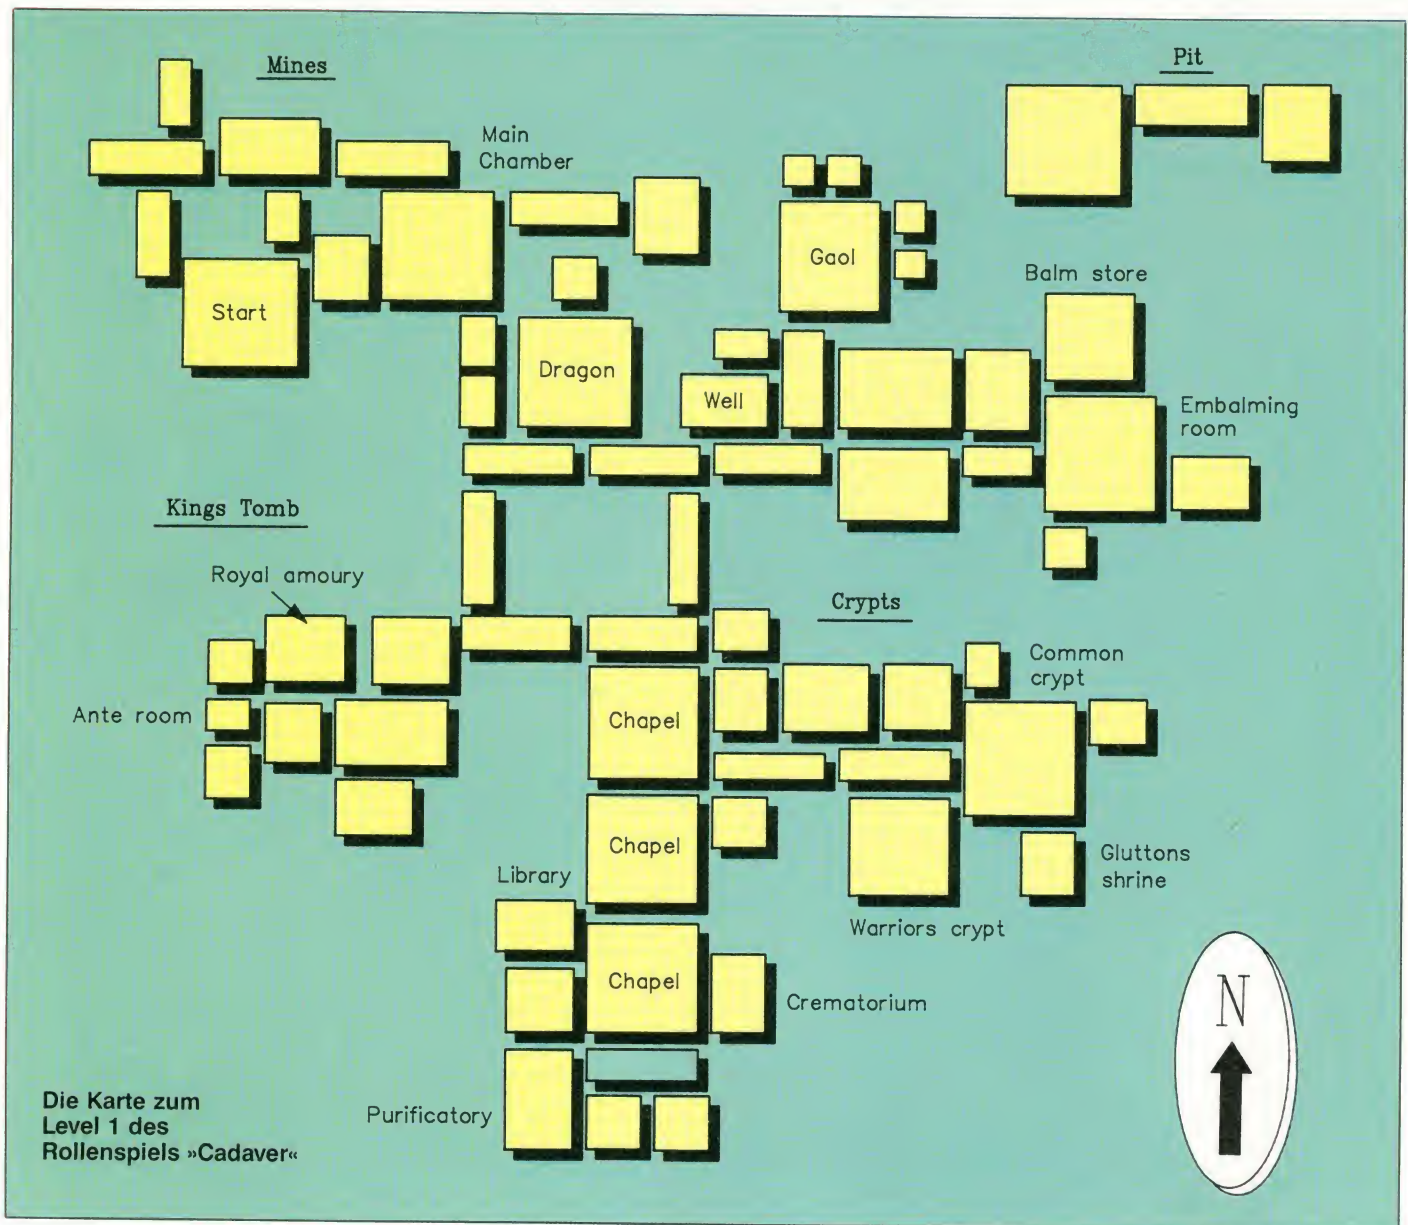 Mines
Pit
Main
Chamber
Gaol
Balm store
Start
Dragon
Well
Embalming
room
Kings Tomb
Royal amoury
Crypts
Common
crypt
Ante room
Chapel
Chapel
Gluttons
shrine
Library
Warriors crypt
Chapel
Crematorium
N
Purificatory
Die Karte zum
Level 1 des
Rollenspiels »Cadaver«